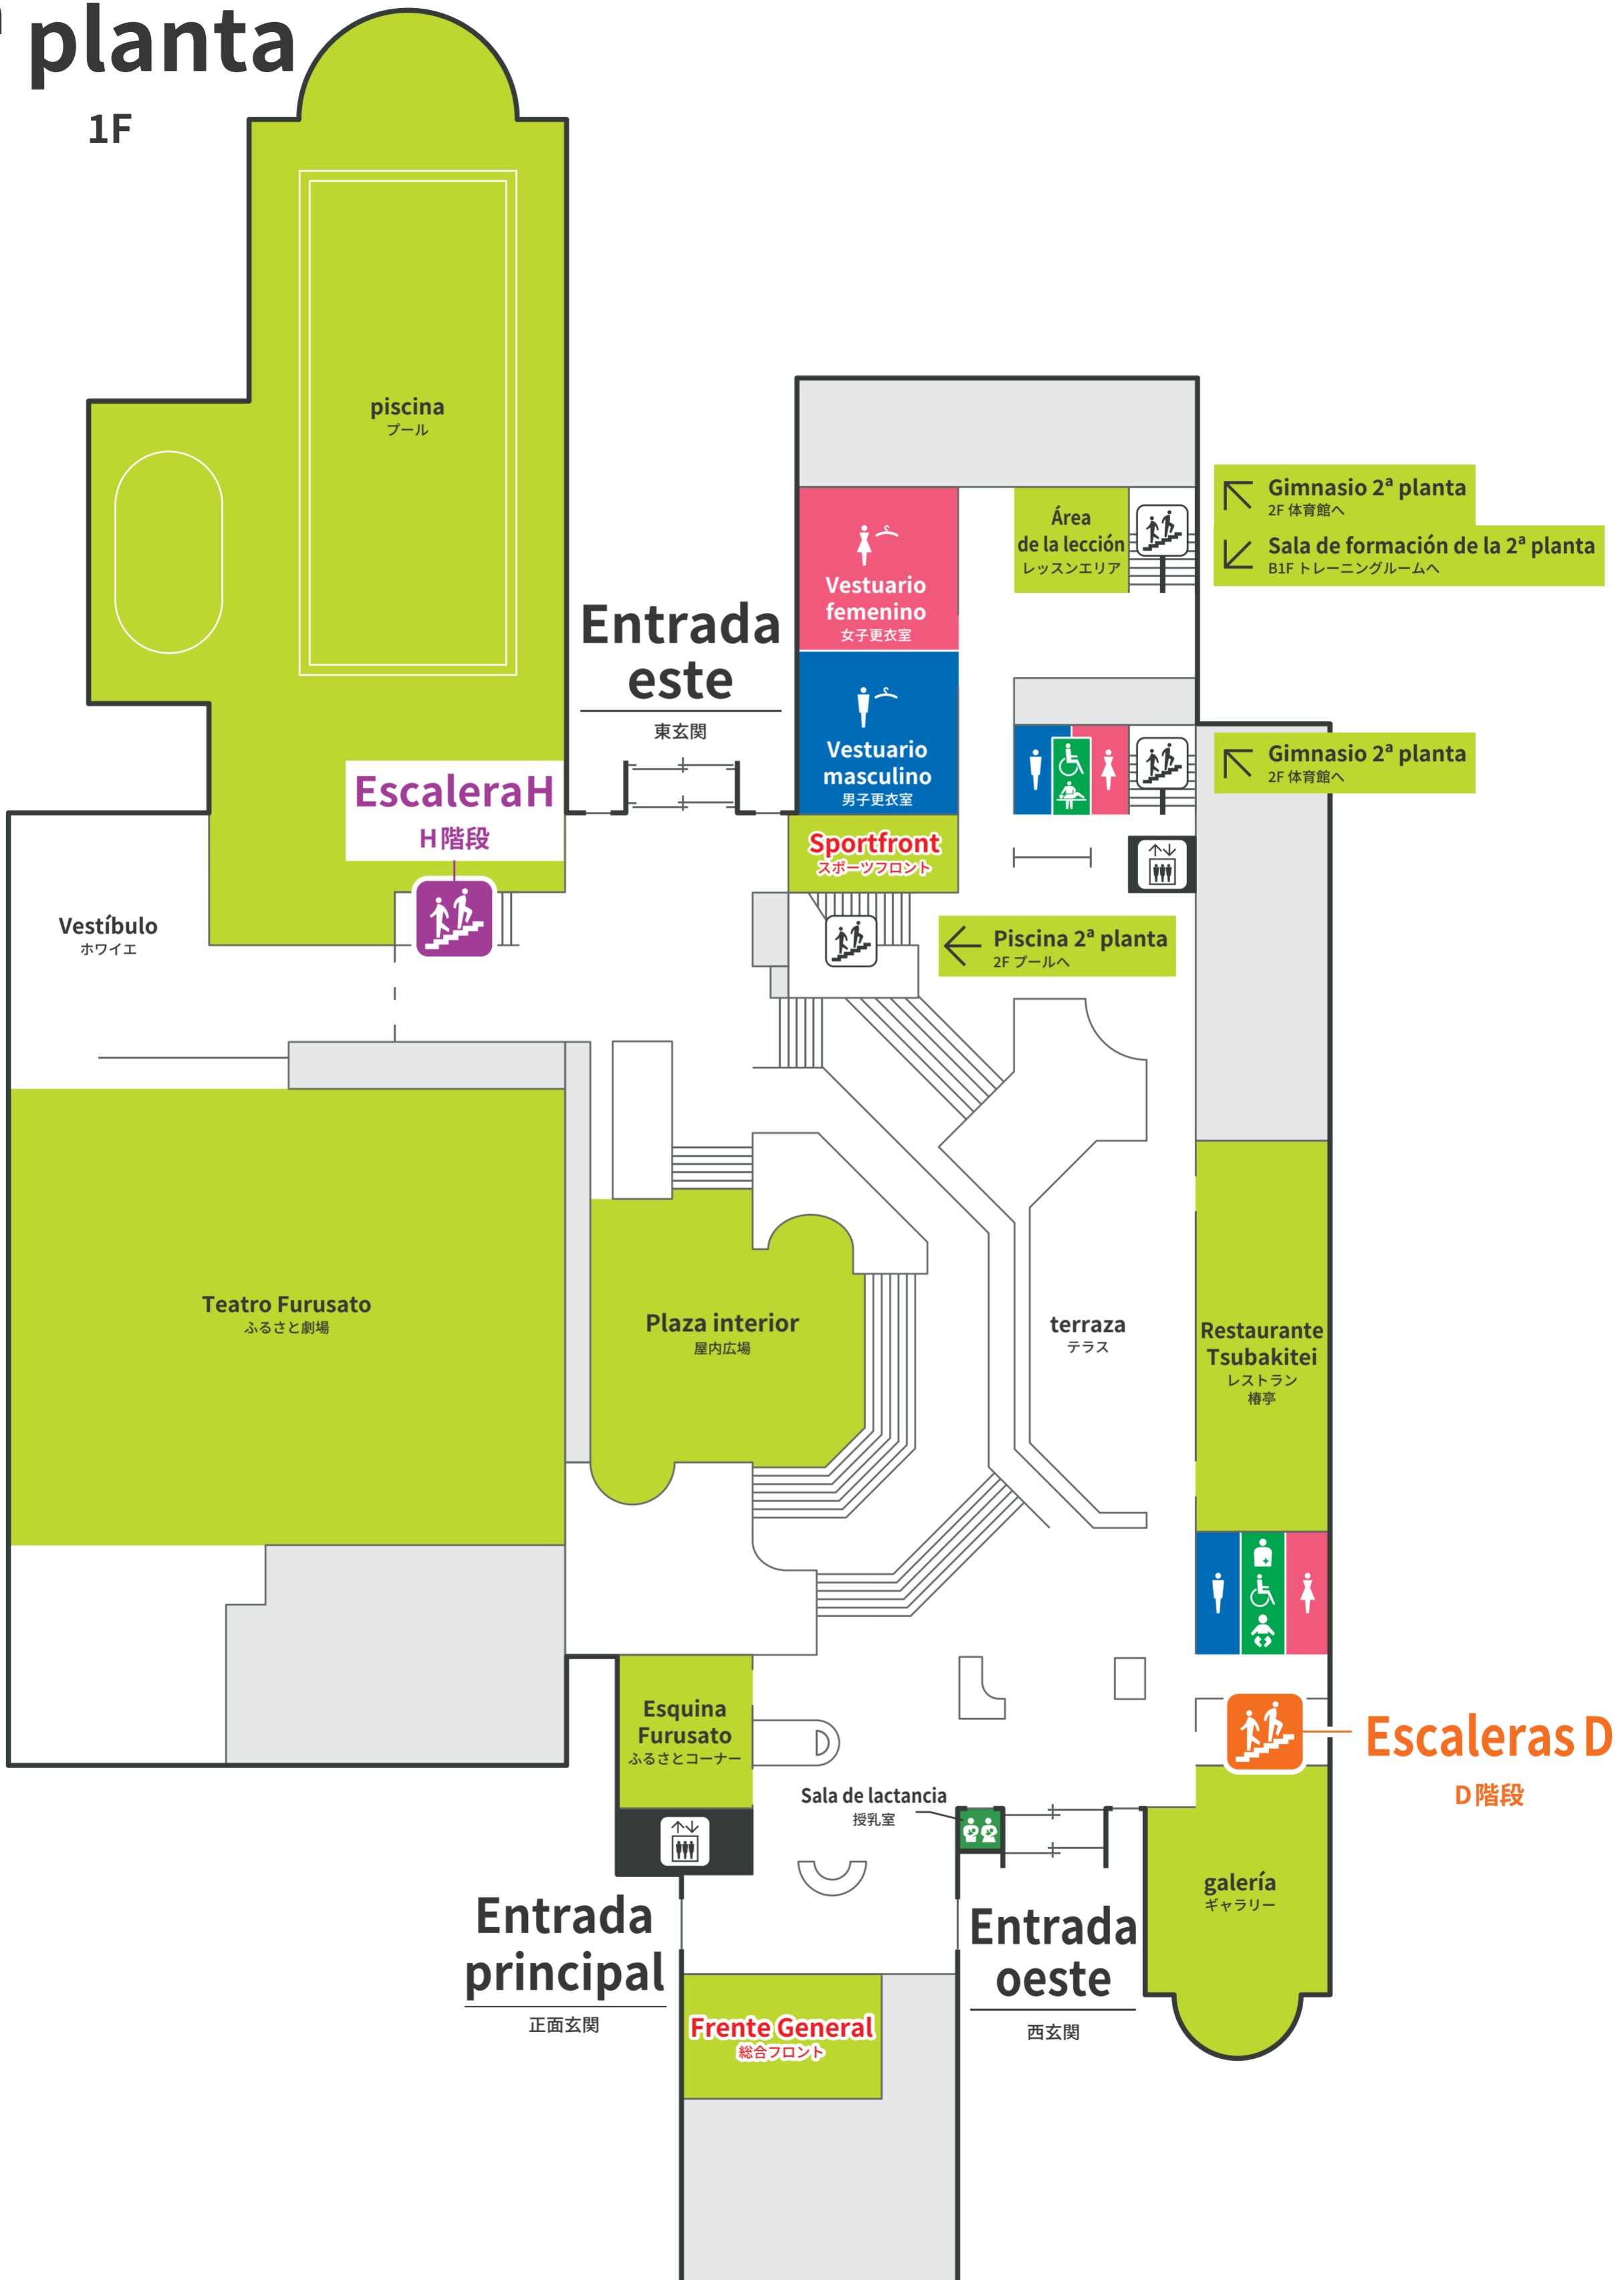 planta
1F
piscina
プール
Gimnasio 2ª planta
2F 体育館へ
Sala de formación de la 2ª planta
B1F トレーニングルームへ
Área
de la lección
レッスンエリア
Vestuario
femenino
女子更衣室
Entrada
este
東玄関
Vestuario
masculino
男子更衣室
Gimnasio 2ª planta
2F 体育館へ
EscaleraH
H 階段
Sportfront
スポーツフロント
Vestíbulo
ホワイエ
Piscina 2ª planta
2F プールへ
Teatro Furusato
ふるさと劇場
Plaza interior
屋内広場
terraza
テラス
Restaurante
Tsubakitei
レストラン
椿亭
Esquina
Furusato
ふるさとコーナー
Escaleras D
D 階段
Sala de lactancia
授乳室
galería
ギャラリー
Entrada
principal
正面玄関
Entrada
oeste
西玄関
Frente General
総合フロント